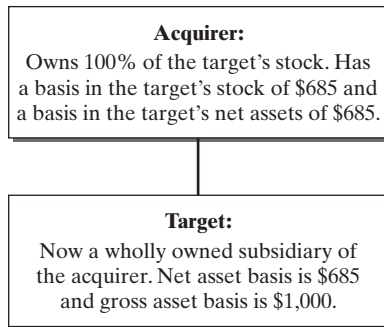 Acquirer:
Owns 100% of the target’s stock. Has
a basis in the target’s stock of $685 and
a basis in the target’s net assets of $685.
Target:
Now a wholly owned subsidiary of
the acquirer. Net asset basis is $685
and gross asset basis is $1,000.